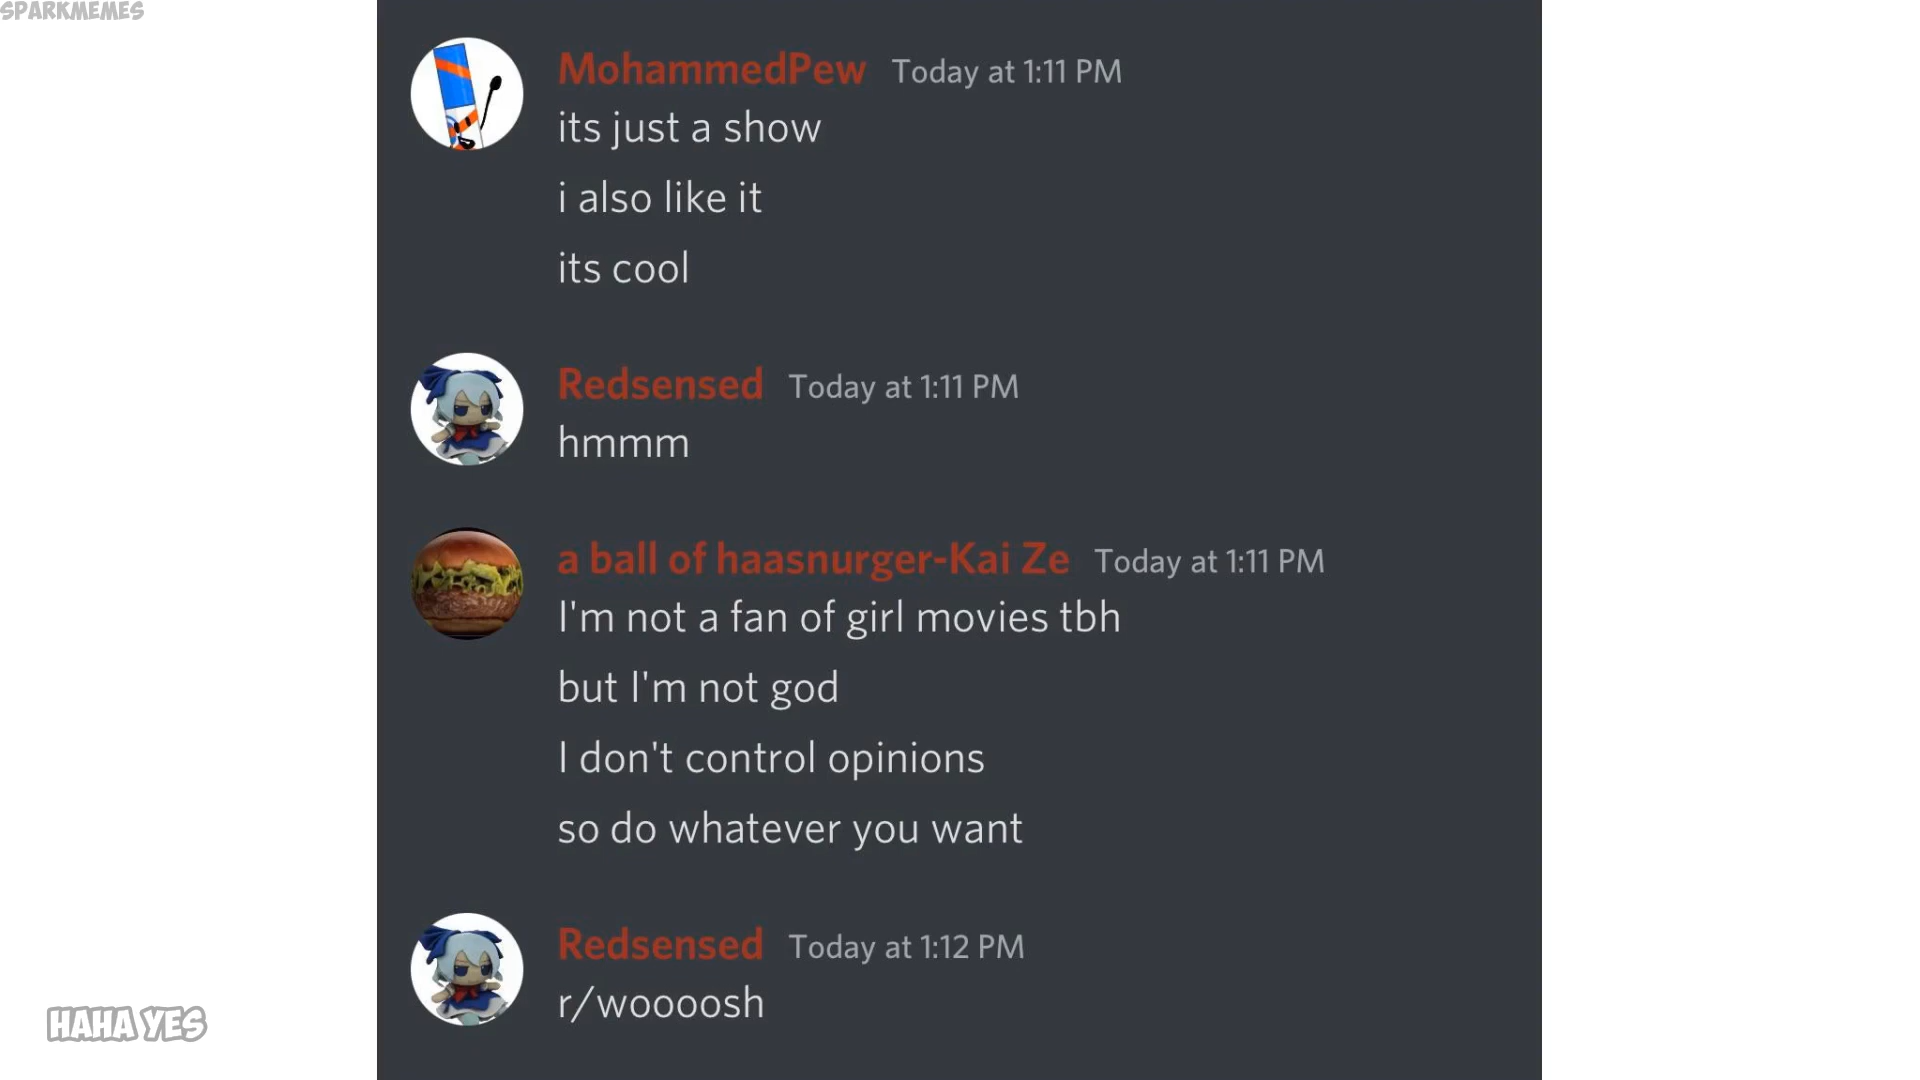 SPARKMEMES
MohammedPew Today at 1:11 PM
its just a show
i also like it
its cool
Redsensed Today at 1:11 PM
hmmm
a ball of haasnurger-Kai Ze Today at 1:11 PM
I'm not a fan of girl movies tbh
but I'm not god
I don't control opinions
so do whatever you want
Redsensed Today at 1:12 PM
r/woooosh
HAHA YES